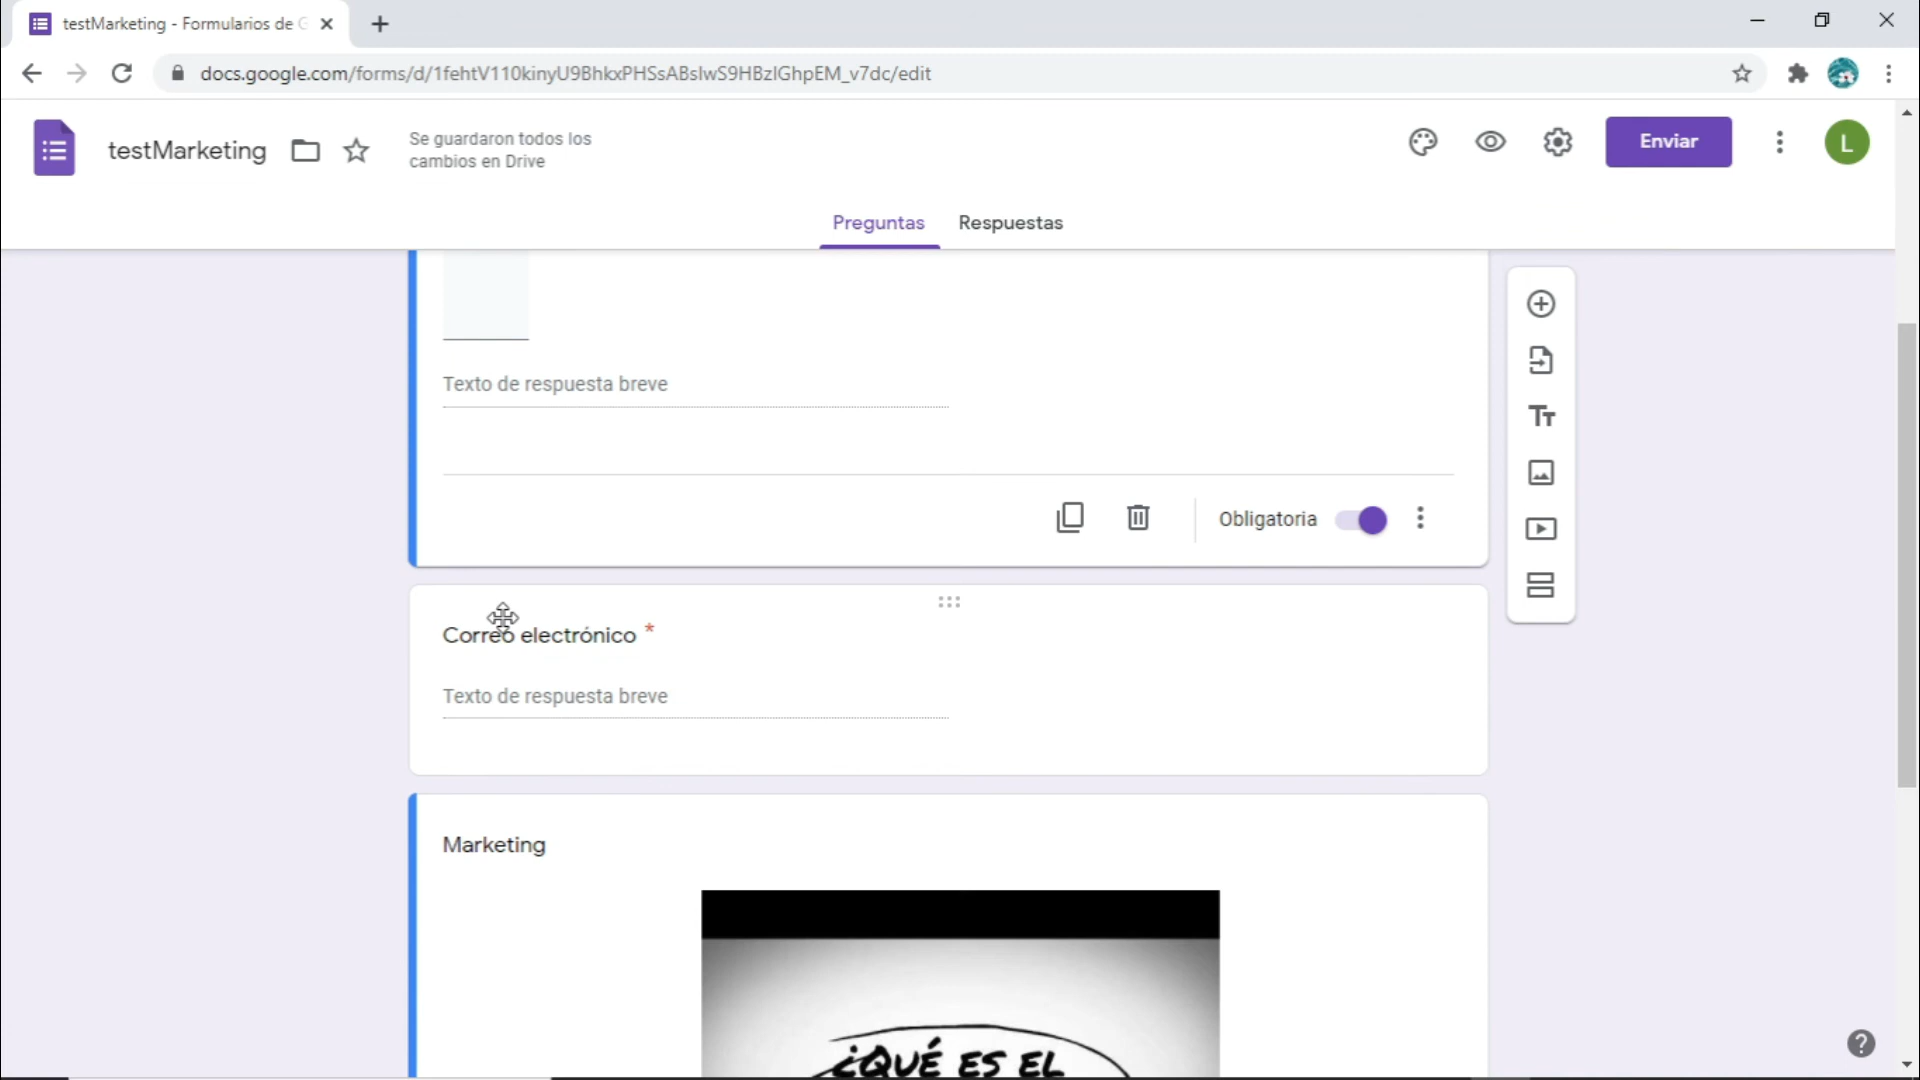 testMarketing - Formularios de G
docs.google.com/forms/d/1fehtV110kinyU9BhkxPHSsABslwS9HBzlGhpEM_v7dc/edit
testMarketing
Se guardaron todos los
cambios en Drive
Enviar
L
Preguntas
Respuestas
Texto de respuesta breve
Obligatoria
Correo electrónico *
Texto de respuesta breve
Marketing
¿QUÉ ES EL